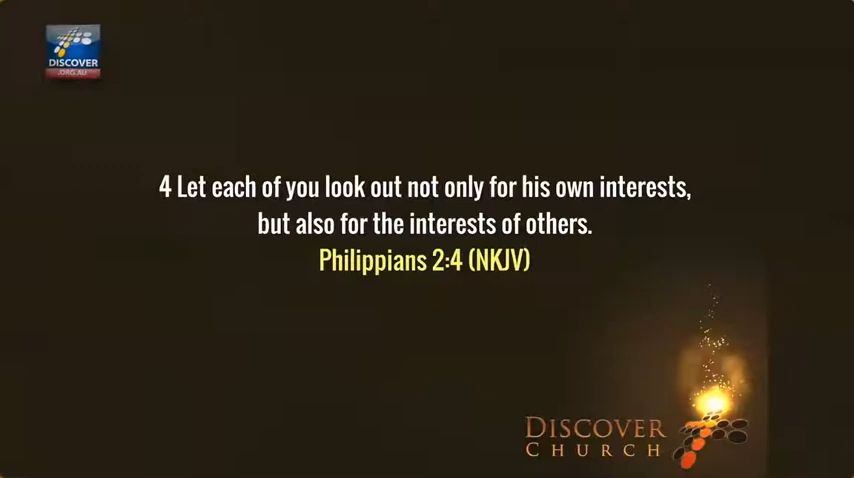 DISCOVER
.ORG.AU
4 Let each of you look out not only for his own interests,
but also for the interests of others.
Philippians 2:4 (NKJV)
DISCOVER
CHURCH